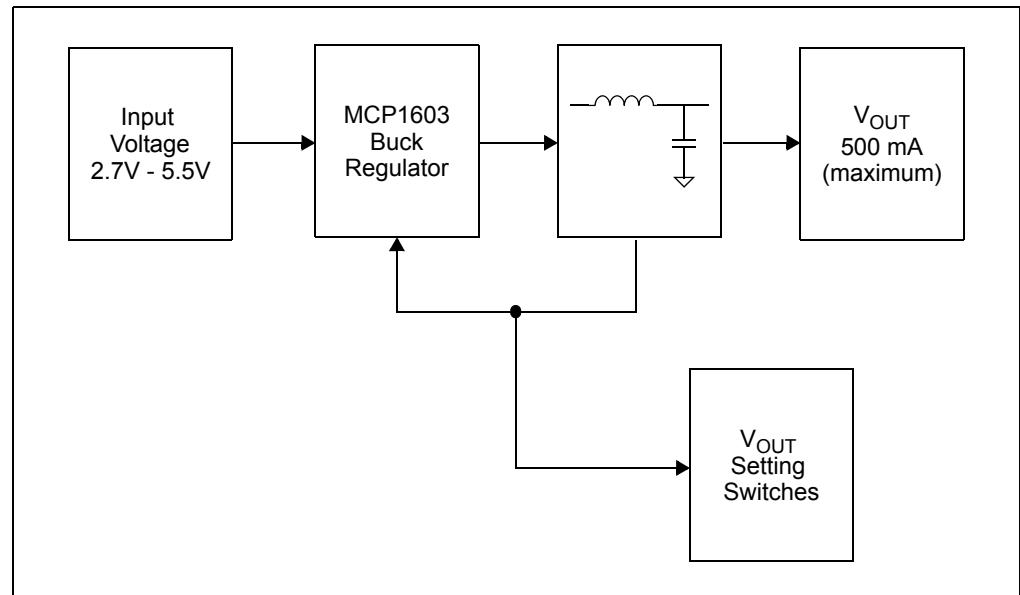 Input
Voltage
2.7V - 5.5V
MCP1603
Buck
Regulator
VOUT
500 mA
(maximum)
VOUT
Setting
Switches